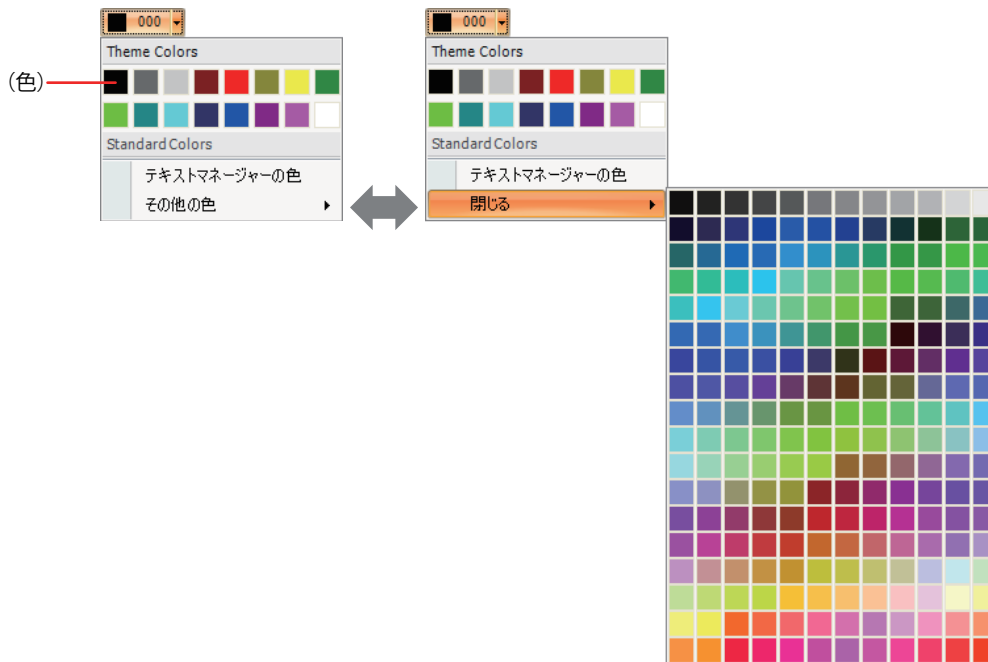 000
Theme Colors
(色)
Standard Colors
テキストマネージャーの色
その他の色
000
Theme Colors
Standard Colors
テキストマネージャーの色
閉じる